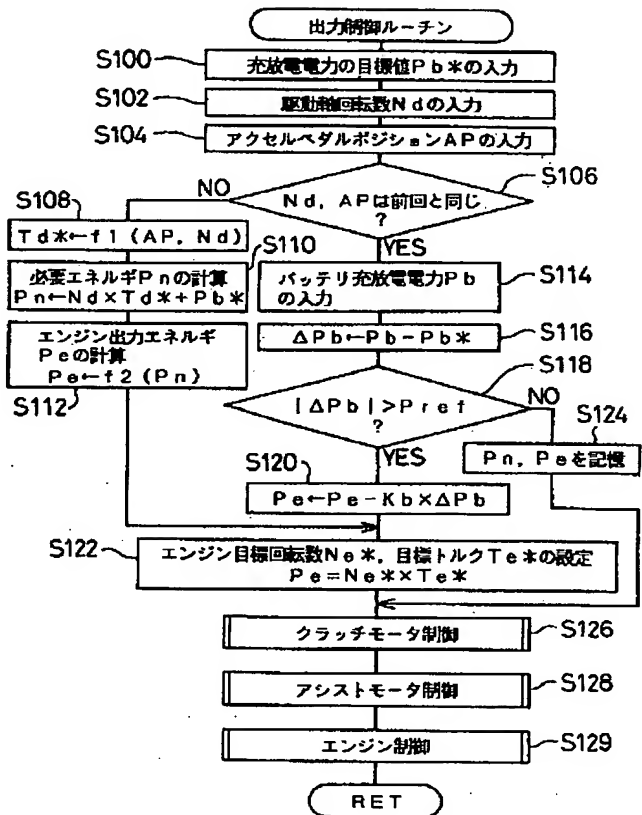 出力制御ルーチン
S100
充放電電力の目標値Pb*の入力
S102
駆動軸回転数Ndの入力
S104
アクセルペダルポジションAPの入力
S106
Nd，APは前回と同じ
?
NO
YES
S108
Td*←f1（AP，Nd）
S110
必要エネルギPnの計算
Pn←Nd×Td*+Pb*
エンジン出力エネルギ
Peの計算
Pe←f2（Pn）
S112
S114
バッテリ充放電電力Pb
の入力
S116
ΔPb←Pb−Pb*
S118
|ΔPb|>Pref
?
NO
YES
S124
Pn，Peを記憶
S120
Pe←Pe−Kb×ΔPb
S122
エンジン目標回転数Ne*，目標トルクTe*の設定
Pe=Ne*×Te*
クラッチモータ制御
S126
アシストモータ制御
S128
エンジン制御
S129
RET